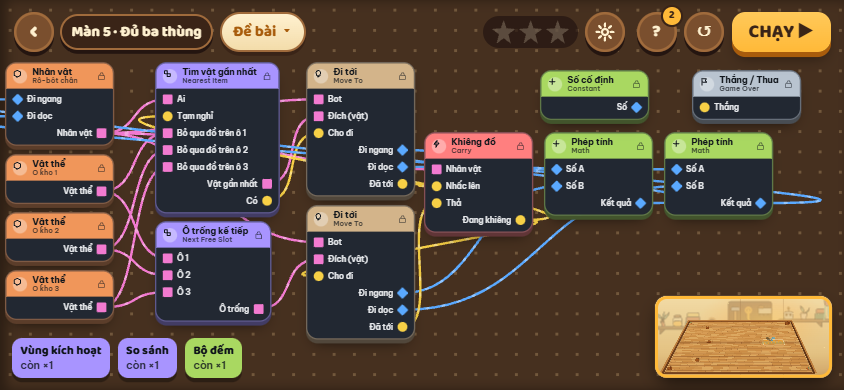 Màn 5 · Đủ ba thùng
Đề bài
?
2
CHẠY
Nhân vật
Rô-bốt chân
Đi ngang
Đi dọc
Nhân vật
Vật thể
Ô kho 1
Vật thể
Vật thể
Ô kho 2
Vật thể
Vật thể
Ô kho 3
Vật thể
Tìm vật gần nhất
Nearest Item
Ai
Tạm nghỉ
Bỏ qua đồ trên ô 1
Bỏ qua đồ trên ô 2
Bỏ qua đồ trên ô 3
Vật gần nhất
Có
Ô trống kế tiếp
Next Free Slot
Ô 1
Ô 2
Ô 3
Ô trống
Đi tới
Move To
Bot
Đích (vật)
Cho đi
Đi ngang
Đi dọc
Đã tới
Đi tới
Move To
Bot
Đích (vật)
Cho đi
Đi ngang
Đi dọc
Đã tới
Khiêng đồ
Carry
Nhân vật
Nhấc lên
Thả
Đang khiêng
Số cố định
Constant
Số
Phép tính
Math
Số A
Số B
Kết quả
Thắng / Thua
Game Over
Thắng
Phép tính
Math
Số A
Số B
Kết quả
Vùng kích hoạt
còn ×1
So sánh
còn ×1
Bộ đếm
còn ×1